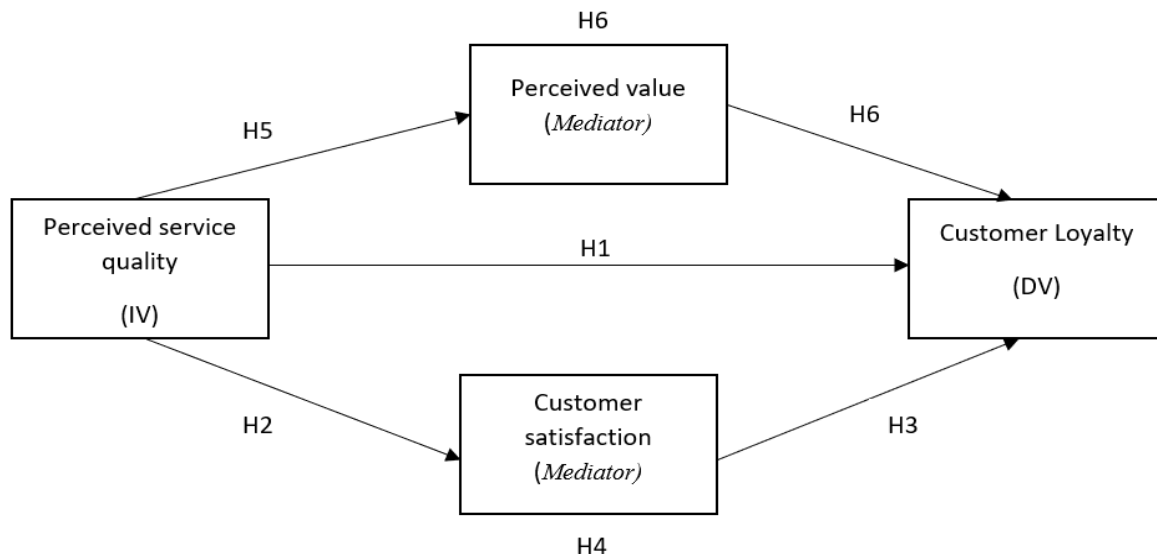 H6
Perceived value
(Mediator)
H5
H6
Perceived service
quality
(IV)
H1
Customer Loyalty
(DV)
H2
Customer
satisfaction
(Mediator)
H3
H4